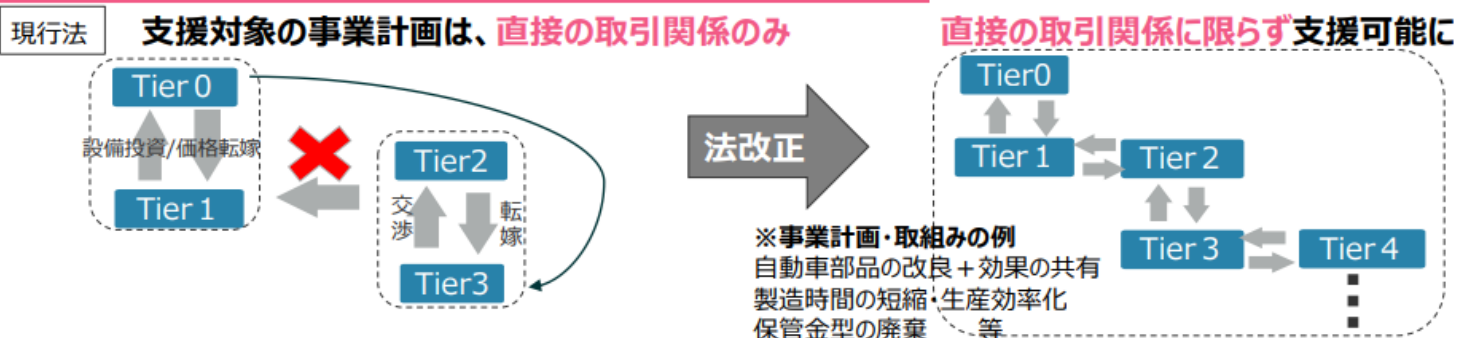 現行法
支援対象の事業計画は、直接の取引関係のみ
Tier 0
設備投資/価格転嫁
Tier 1
Tier2
交渉
転嫁
Tier3
法改正
直接の取引関係に限らず支援可能に
Tier0
Tier 1
Tier 2
Tier 3
Tier 4
※事業計画・取組みの例
自動車部品の改良+効果の共有
製造時間の短縮・生産効率化
保管金型の廃棄　　等